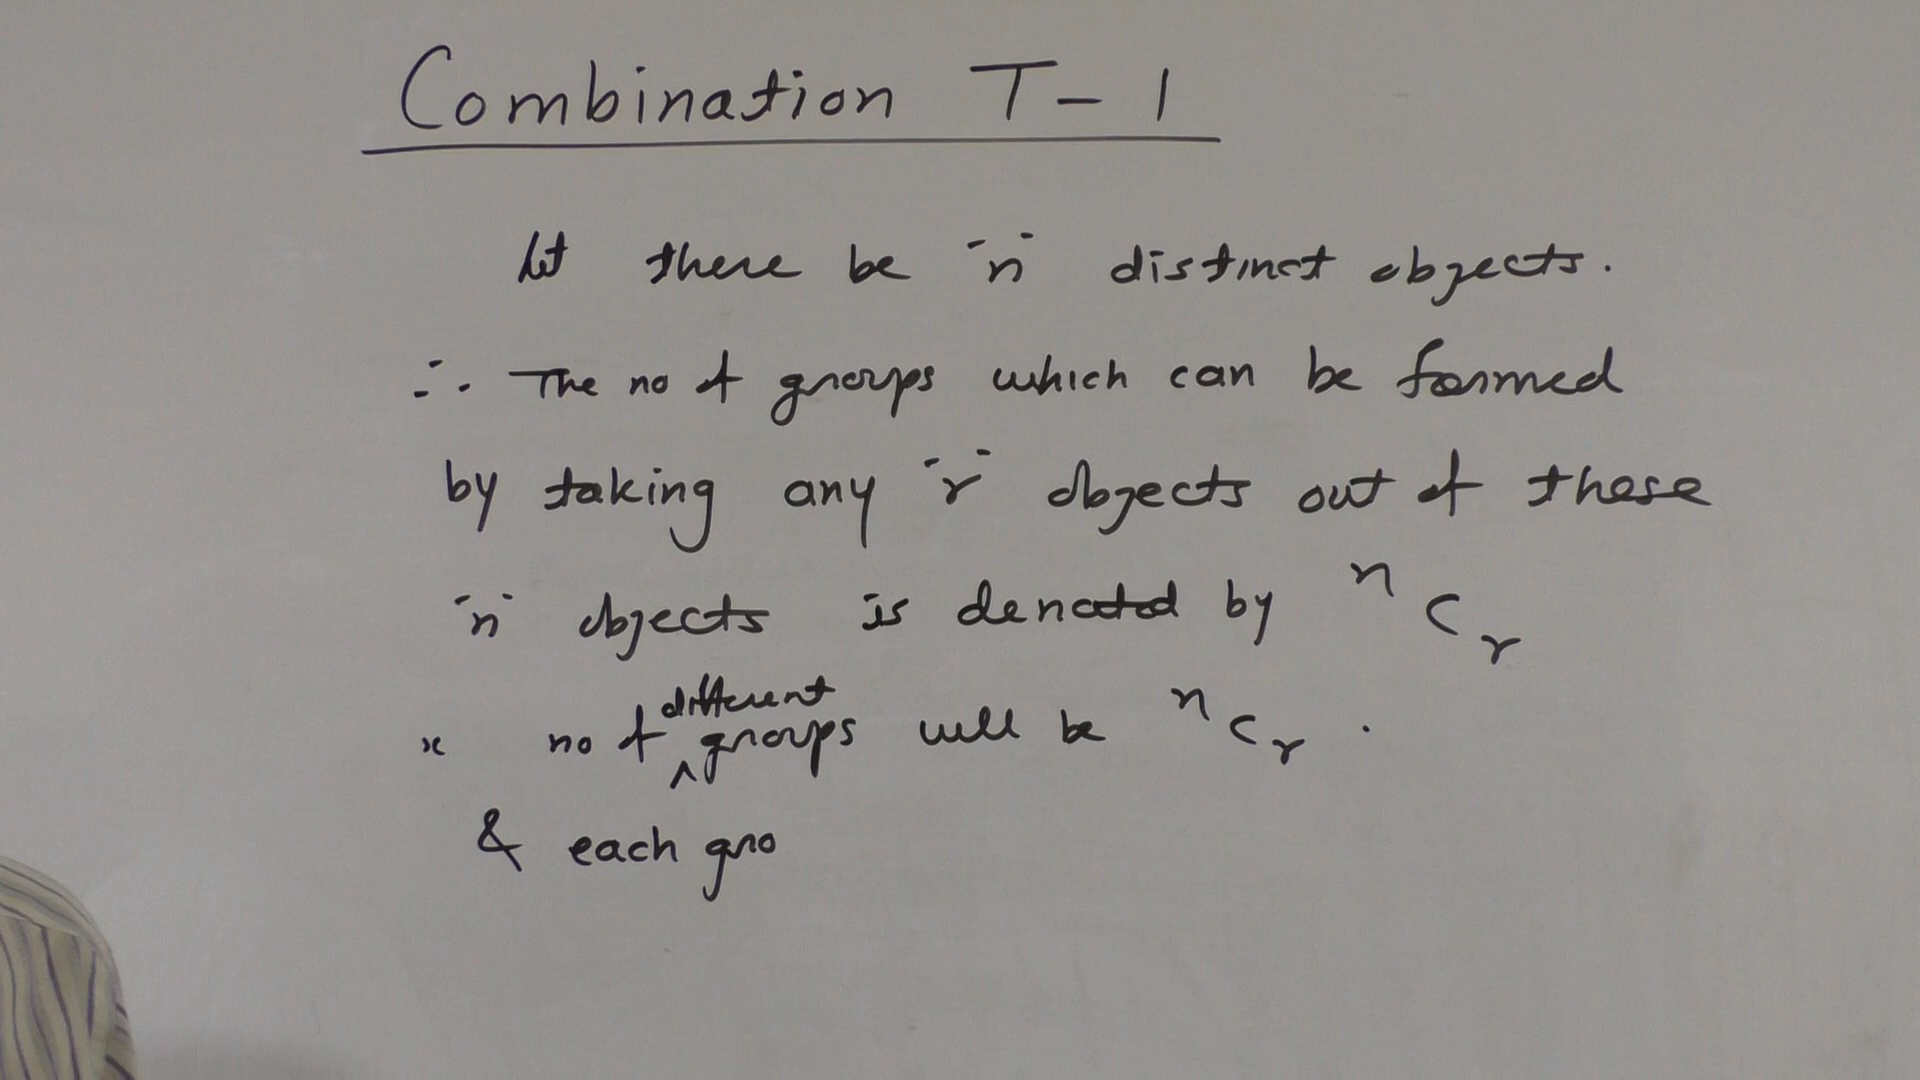 Combination T-1
Let there be 'n' distinct objects.
∴ The no of groups which can be formed
by taking any 'r' objects out of these
'n' objects is denoted by ⁿCᵣ
no of different groups will be ⁿCᵣ.
& each gro